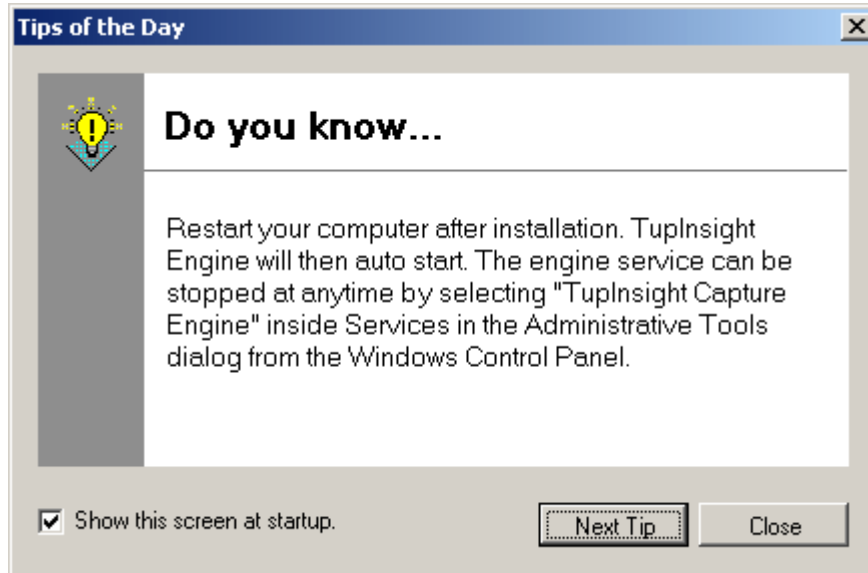 Tips of the Day
Do you know...
Restart your computer after installation. TupInsight
Engine will then auto start. The engine service can be
stopped at anytime by selecting "TupInsight Capture
Engine" inside Services in the Administrative Tools
dialog from the Windows Control Panel.
Show this screen at startup.
Next Tip
Close